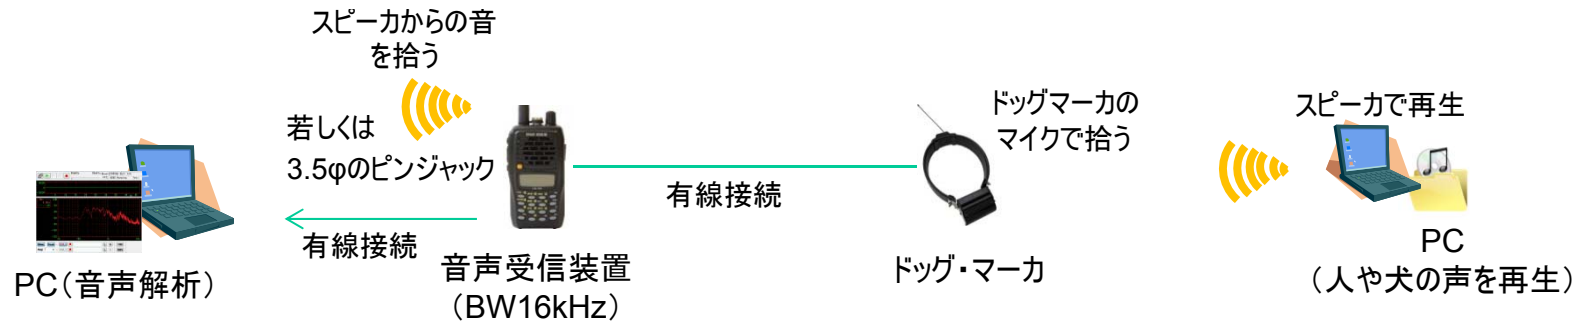 スピーカからの音
を拾う
若しくは
3.5φのピンジャック
有線接続
PC（音声解析）
音声受信装置
（BW16kHz）
有線接続
ドッグマーカの
マイクで拾う
ドッグ・マーカ
スピーカで再生
PC
（人や犬の声を再生）